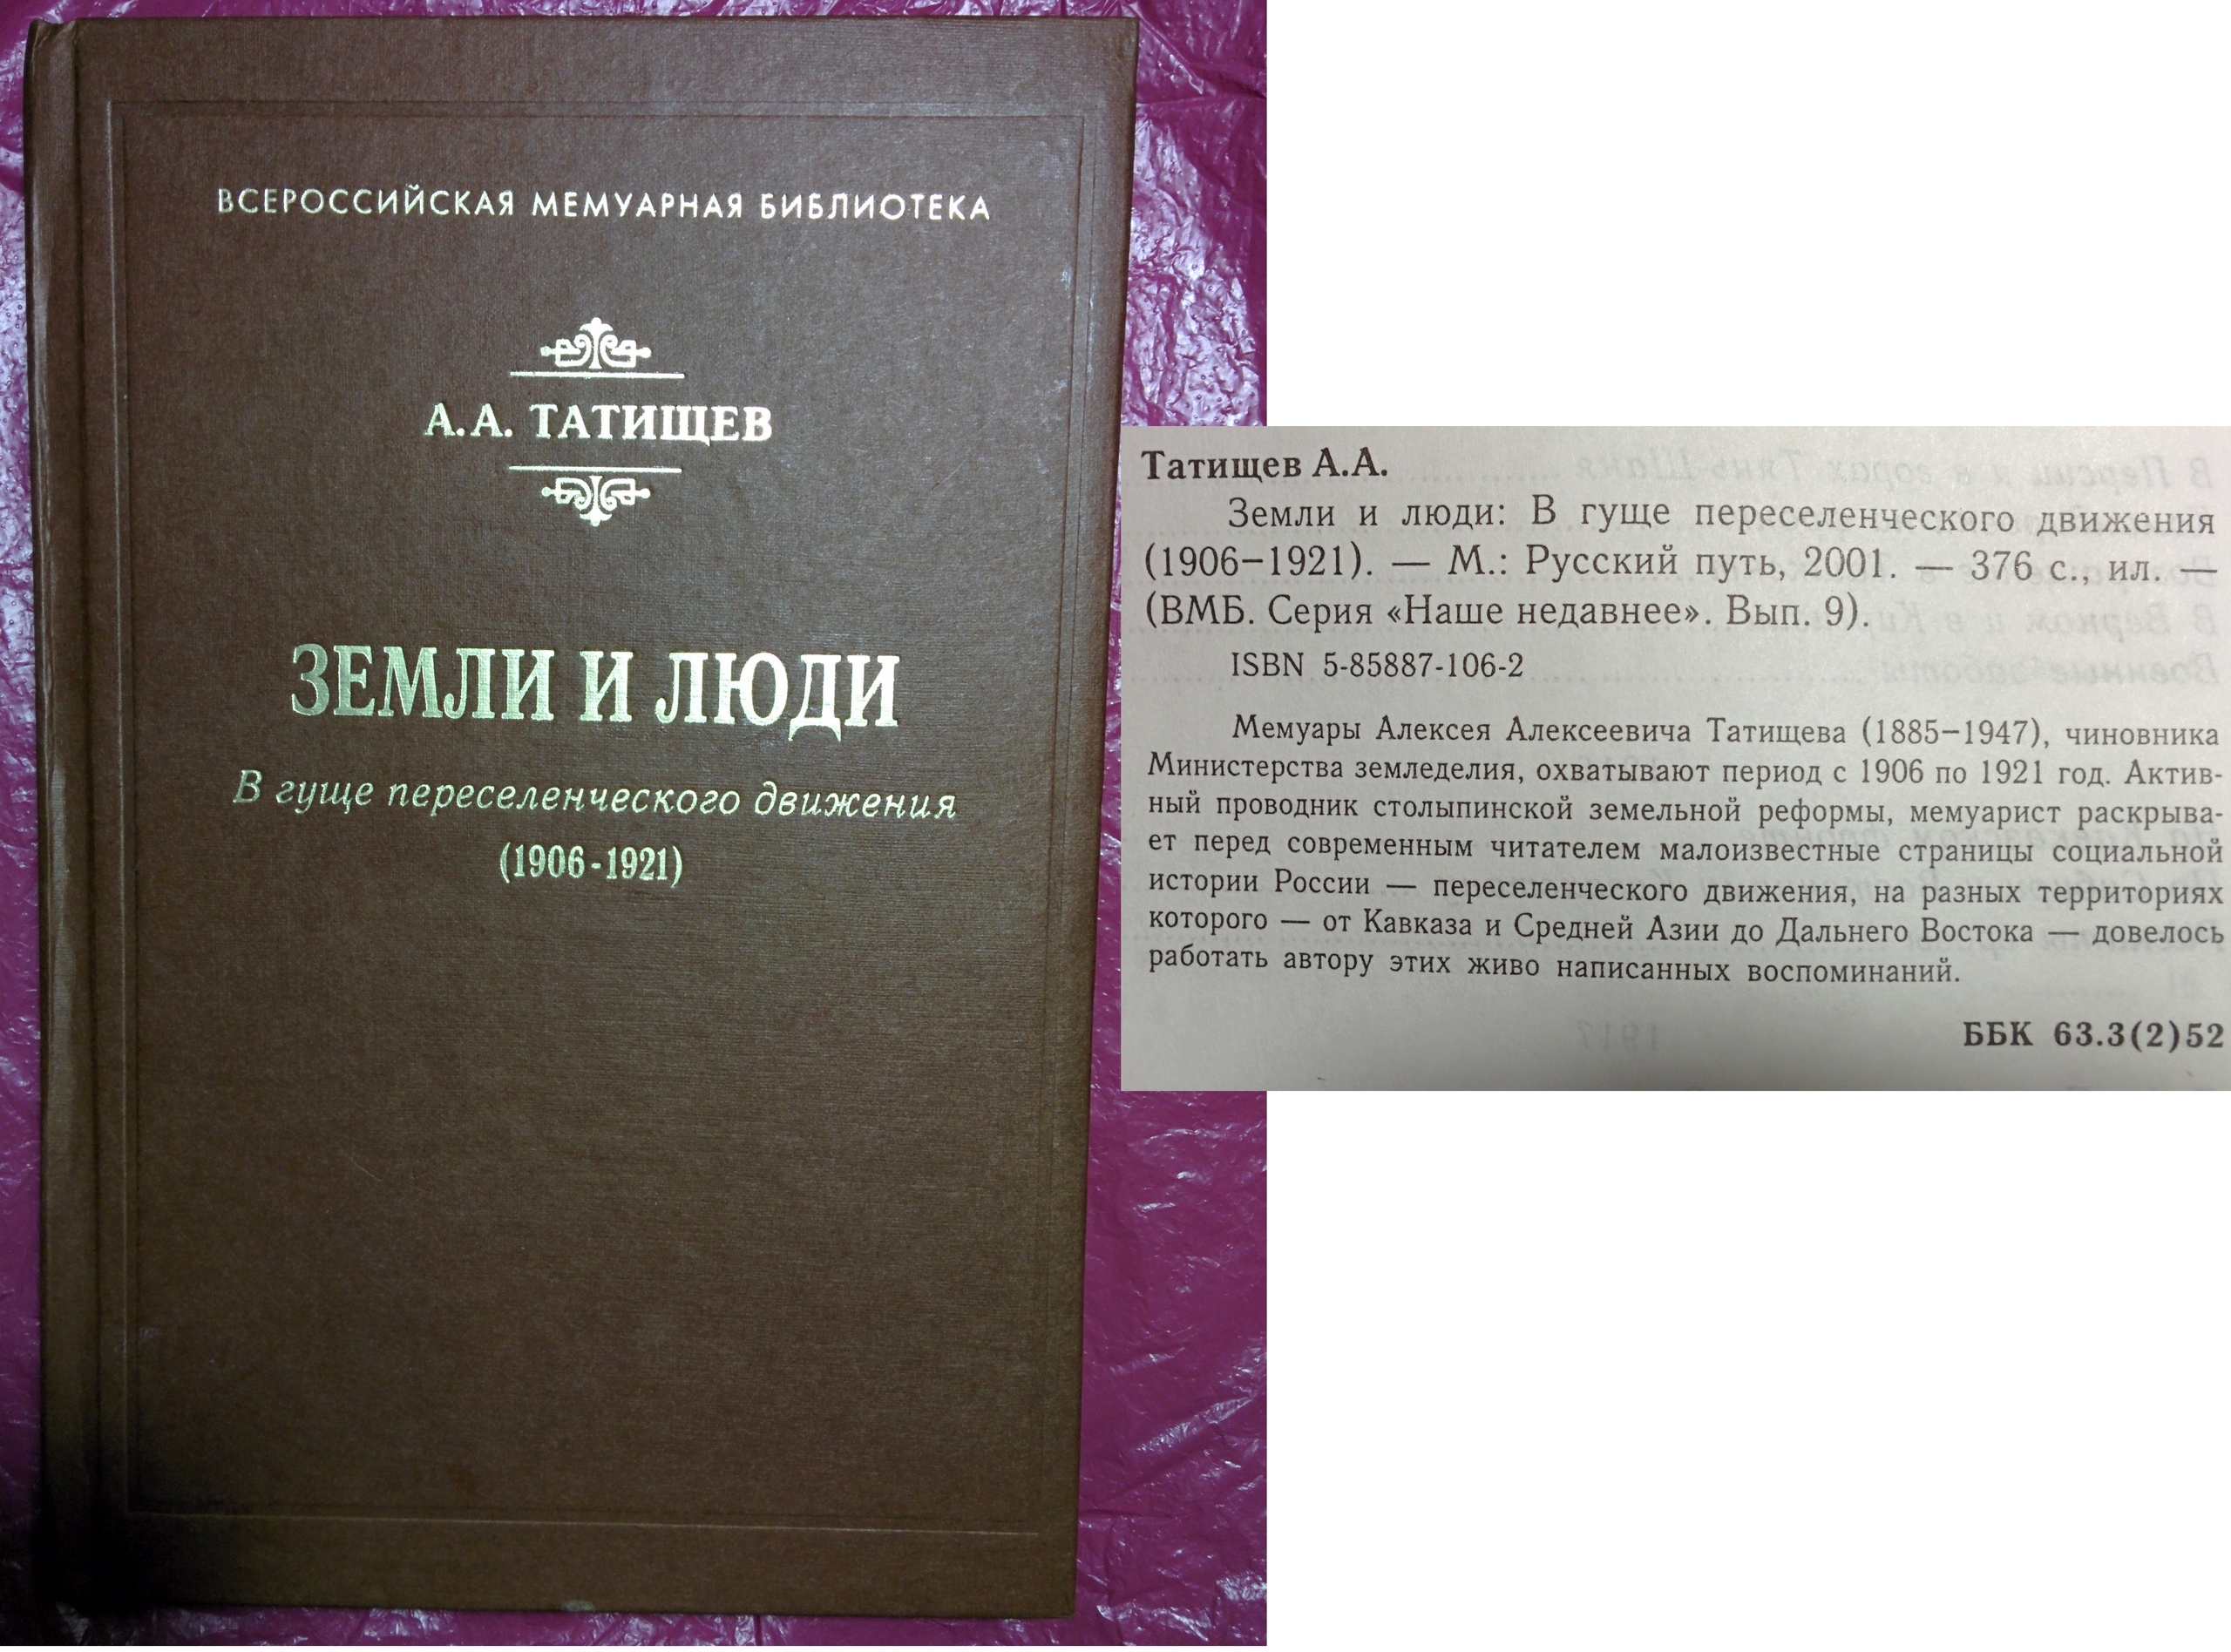 ВСЕРОССИЙСКАЯ МЕМУАРНАЯ БИБЛИОТЕКА
А.А. ТАТИЩЕВ
ЗЕМЛИ И ЛЮДИ
В гуще переселенческого движения
(1906-1921)
Татищев А.А.
Земли и люди: В гуще переселенческого движения
(1906–1921). — М.: Русский путь, 2001. — 376 с., ил. —
(ВМБ. Серия «Наше недавнее». Вып. 9).
ISBN 5-85887-106-2
Мемуары Алексея Алексеевича Татищева (1885–1947), чиновника
Министерства земледелия, охватывают период с 1906 по 1921 год. Актив-
ный проводник столыпинской земельной реформы, мемуарист раскрыва-
ет перед современным читателем малоизвестные страницы социальной
истории России — переселенческого движения, на разных территориях
которого — от Кавказа и Средней Азии до Дальнего Востока — довелось
работать автору этих живо написанных воспоминаний.
ББК 63.3(2)52